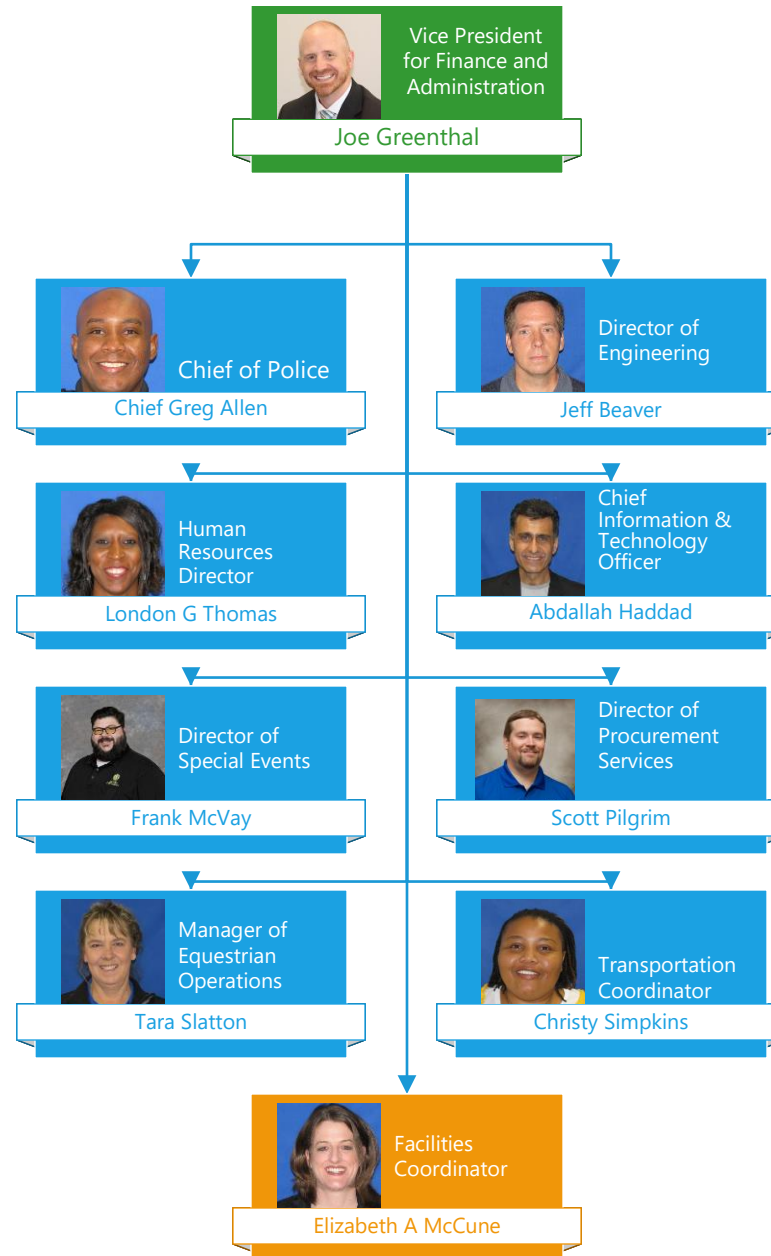 Vice President
for Finance and
Administration
Joe Greenthal
Chief of Police
Chief Greg Allen
Director of
Engineering
Jeff Beaver
Human
Resources
Director
London G Thomas
Chief
Information &
Technology
Officer
Abdallah Haddad
Director of
Special Events
Frank McVay
Director of
Procurement
Services
Scott Pilgrim
Manager of
Equestrian
Operations
Tara Slatton
Transportation
Coordinator
Christy Simpkins
Facilities
Coordinator
Elizabeth A McCune